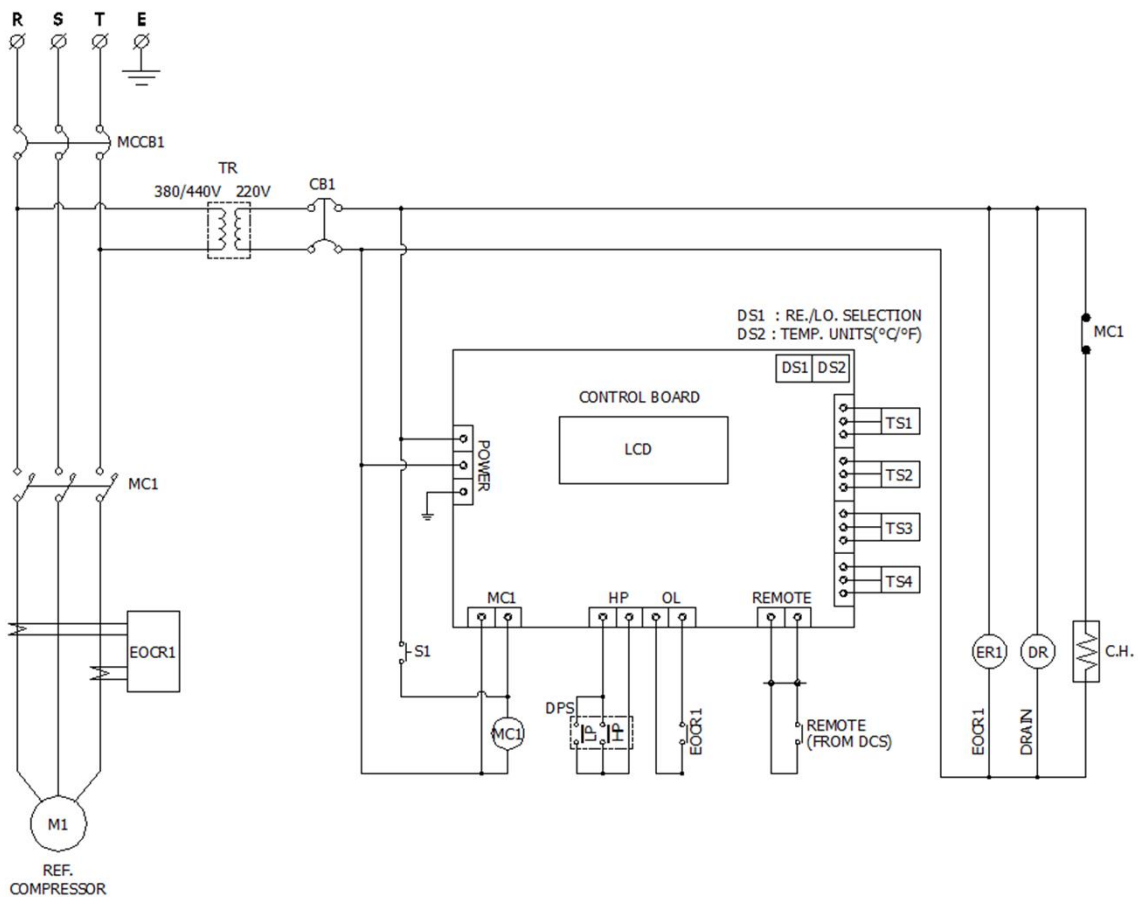 R S T E
MCCB1
TR
380/440V 220V
CB1
DS1 : RE./LO. SELECTION
DS2 : TEMP. UNITS(°C/°F)
MC1
DS1 DS2
CONTROL BOARD
LCD
POWER
TS1
TS2
TS3
TS4
MC1
MC1
HP
OL
REMOTE
EOCR1
S1
ER1
DR
C.H.
DPS
LP
HP
EOCR1
MC1
REMOTE
(FROM DCS)
EOCR1
DRAIN
M1
REF.
COMPRESSOR